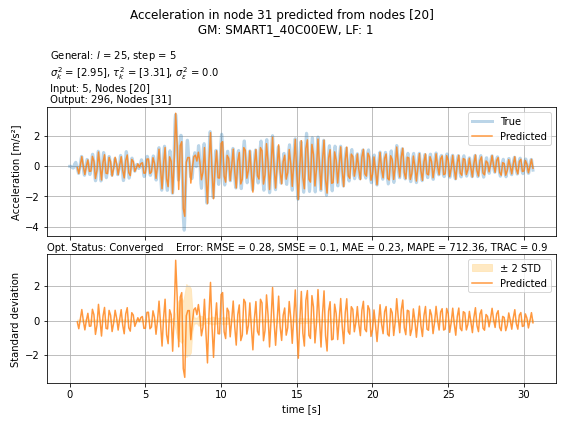 Acceleration in node 31 predicted from nodes [20]
GM: SMART1_40C00EW, LF: 1
General: l = 25, step = 5
σ²ₖ = [2.95], τ²ₖ = [3.31], σ²ε = 0.0
Input: 5, Nodes [20]
Output: 296, Nodes [31]
True
Predicted
Acceleration [m/s²]
2
0
−2
−4
Opt. Status: Converged Error: RMSE = 0.28, SMSE = 0.1, MAE = 0.23, MAPE = 712.36, TRAC = 0.9
± 2 STD
Predicted
Standard deviation
2
0
−2
0 5 10 15 20 25 30
time [s]